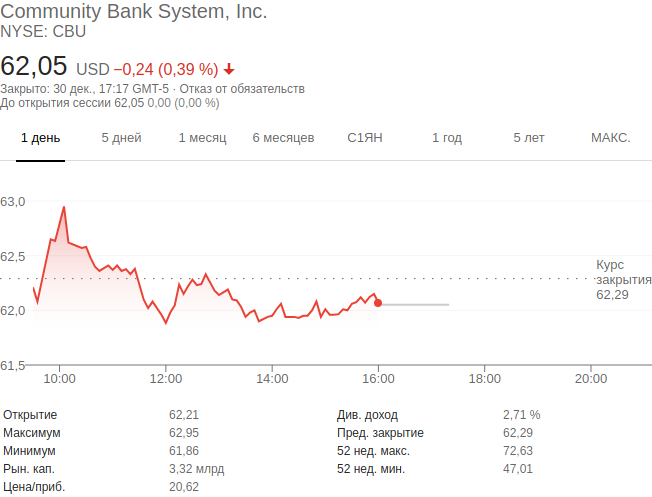 Community Bank System, Inc.
NYSE: CBU
62,05 USD −0,24 (0,39 %)
Закрыто: 30 дек., 17:17 GMT-5 · Отказ от обязательств
До открытия сессии 62,05 0,00 (0,00 %)
1 день 5 дней 1 месяц 6 месяцев С1ЯН 1 год 5 лет МАКС.
63,0
62,5
Курс
закрытия
62,29
62,0
61,5
10:00 12:00 14:00 16:00 18:00 20:00
Открытие 62,21 Див. доход 2,71 %
Максимум 62,95 Пред. закрытие 62,29
Минимум 61,86 52 нед. макс. 72,63
Рын. кап. 3,32 млрд 52 нед. мин. 47,01
Цена/приб. 20,62